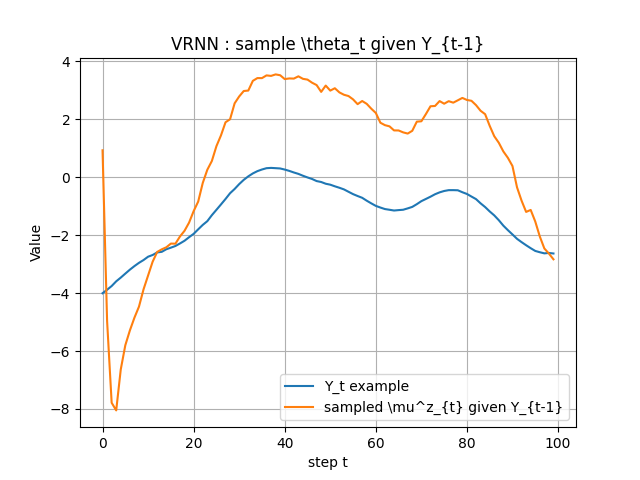 VRNN : sample \theta_t given Y_{t-1}
Value
4
2
0
−2
−4
−6
−8
Y_t example
sampled \mu^z_{t} given Y_{t-1}
0 20 40 60 80 100
step t